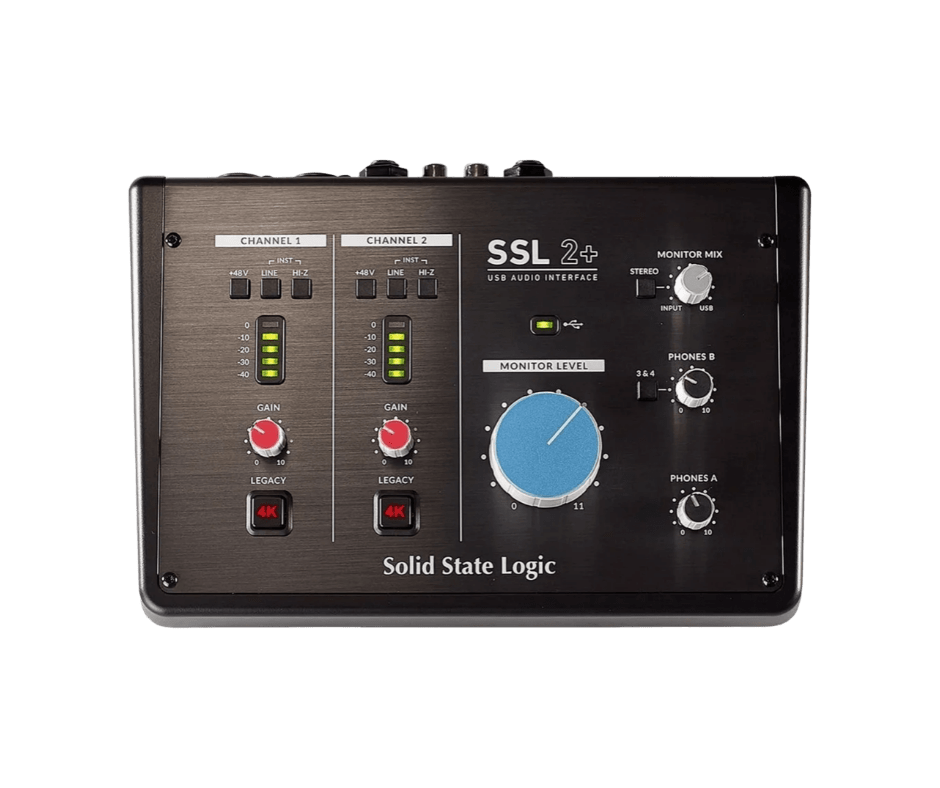 CHANNEL 1
INST
+48V LINE HI-Z
0
-10
-20
-30
-40
GAIN
0 10
LEGACY
4K
CHANNEL 2
INST
+48V LINE HI-Z
0
-10
-20
-30
-40
GAIN
0 10
LEGACY
4K
SSL 2+
USB AUDIO INTERFACE
MONITOR LEVEL
0 11
MONITOR MIX
STEREO
INPUT USB
PHONES B
3 & 4
0 10
PHONES A
0 10
Solid State Logic